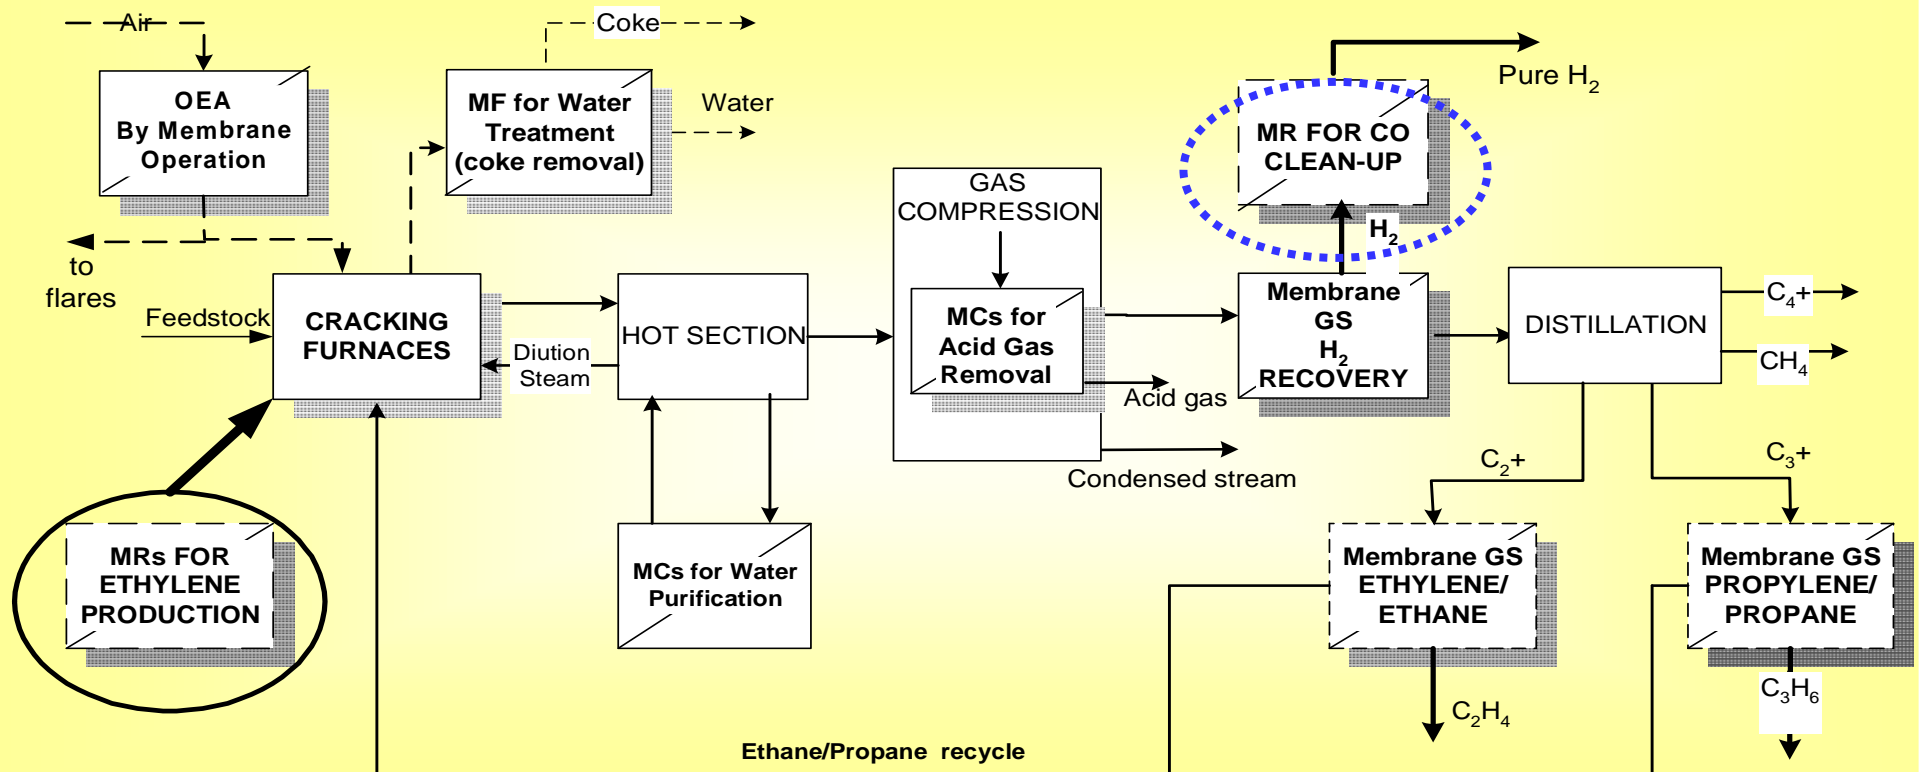 Air
Coke
OEA
By Membrane
Operation
MF for Water
Treatment
(coke removal)
Water
Pure H₂
MR FOR CO
CLEAN-UP
H₂
to
flares
GAS
COMPRESSION
Feedstock
CRACKING
FURNACES
Diution
Steam
HOT SECTION
MCs for
Acid Gas
Removal
Acid gas
Condensed stream
Membrane
GS
H₂
RECOVERY
DISTILLATION
C₄+
CH₄
C₂+
C₃+
MRs FOR
ETHYLENE
PRODUCTION
MCs for Water
Purification
Membrane GS
ETHYLENE/
ETHANE
Membrane GS
PROPYLENE/
PROPANE
C₂H₄
C₃H₆
Ethane/Propane recycle